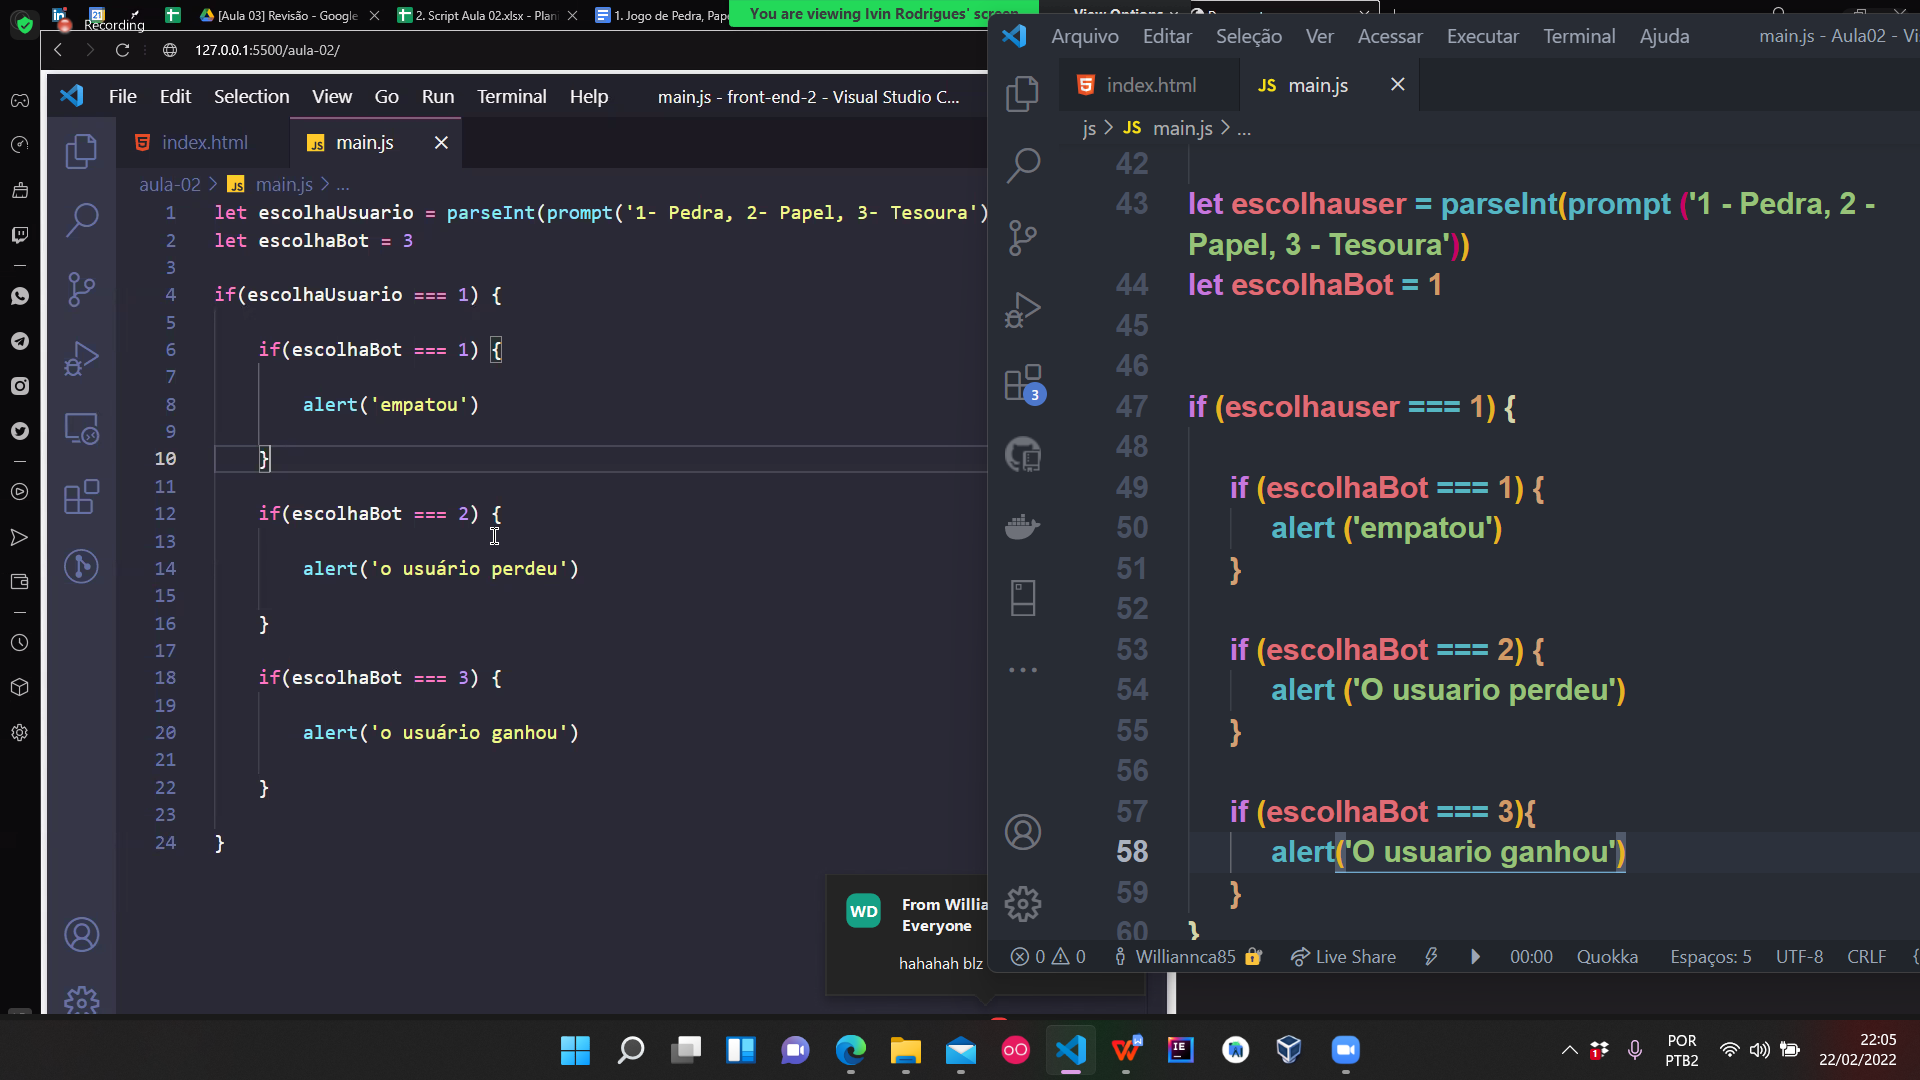 Recording
[Aula 03] Revisão - Google
2. Script Aula 02.xlsx - Plan
1. Jogo de Pedra, Pap
You are viewing Ivin Rodrigues' screen
View Options
127.0.0.1:5500/aula-02/
File Edit Selection View Go Run Terminal Help main.js - front-end-2 - Visual Studio C...
index.html
JS main.js
aula-02 > JS main.js > ...
1 let escolhaUsuario = parseInt(prompt('1- Pedra, 2- Papel, 3- Tesoura')
2 let escolhaBot = 3
3
4 if(escolhaUsuario === 1) {
5
6 if(escolhaBot === 1) {
7
8 alert('empatou')
9
10 }
11
12 if(escolhaBot === 2) {
13
14 alert('o usuário perdeu')
15
16 }
17
18 if(escolhaBot === 3) {
19
20 alert('o usuário ganhou')
21
22 }
23
24 }
WD
From Willia
Everyone
hahahah blz
Arquivo Editar Seleção Ver Acessar Executar Terminal Ajuda main.js - Aula02 - Vi
index.html
JS main.js
js > JS main.js > ...
3
42
43 let escolhauser = parseInt(prompt ('1 - Pedra, 2 -
Papel, 3 - Tesoura'))
44 let escolhaBot = 1
45
46
47 if (escolhauser === 1) {
48
49 if (escolhaBot === 1) {
50 alert ('empatou')
51 }
52
53 if (escolhaBot === 2) {
54 alert ('O usuario perdeu')
55 }
56
57 if (escolhaBot === 3){
58 alert('O usuario ganhou')
59 }
60 }
0 0 Williannca85 Live Share 00:00 Quokka Espaços: 5 UTF-8 CRLF {
IE
1
POR
PTB2
22:05
22/02/2022